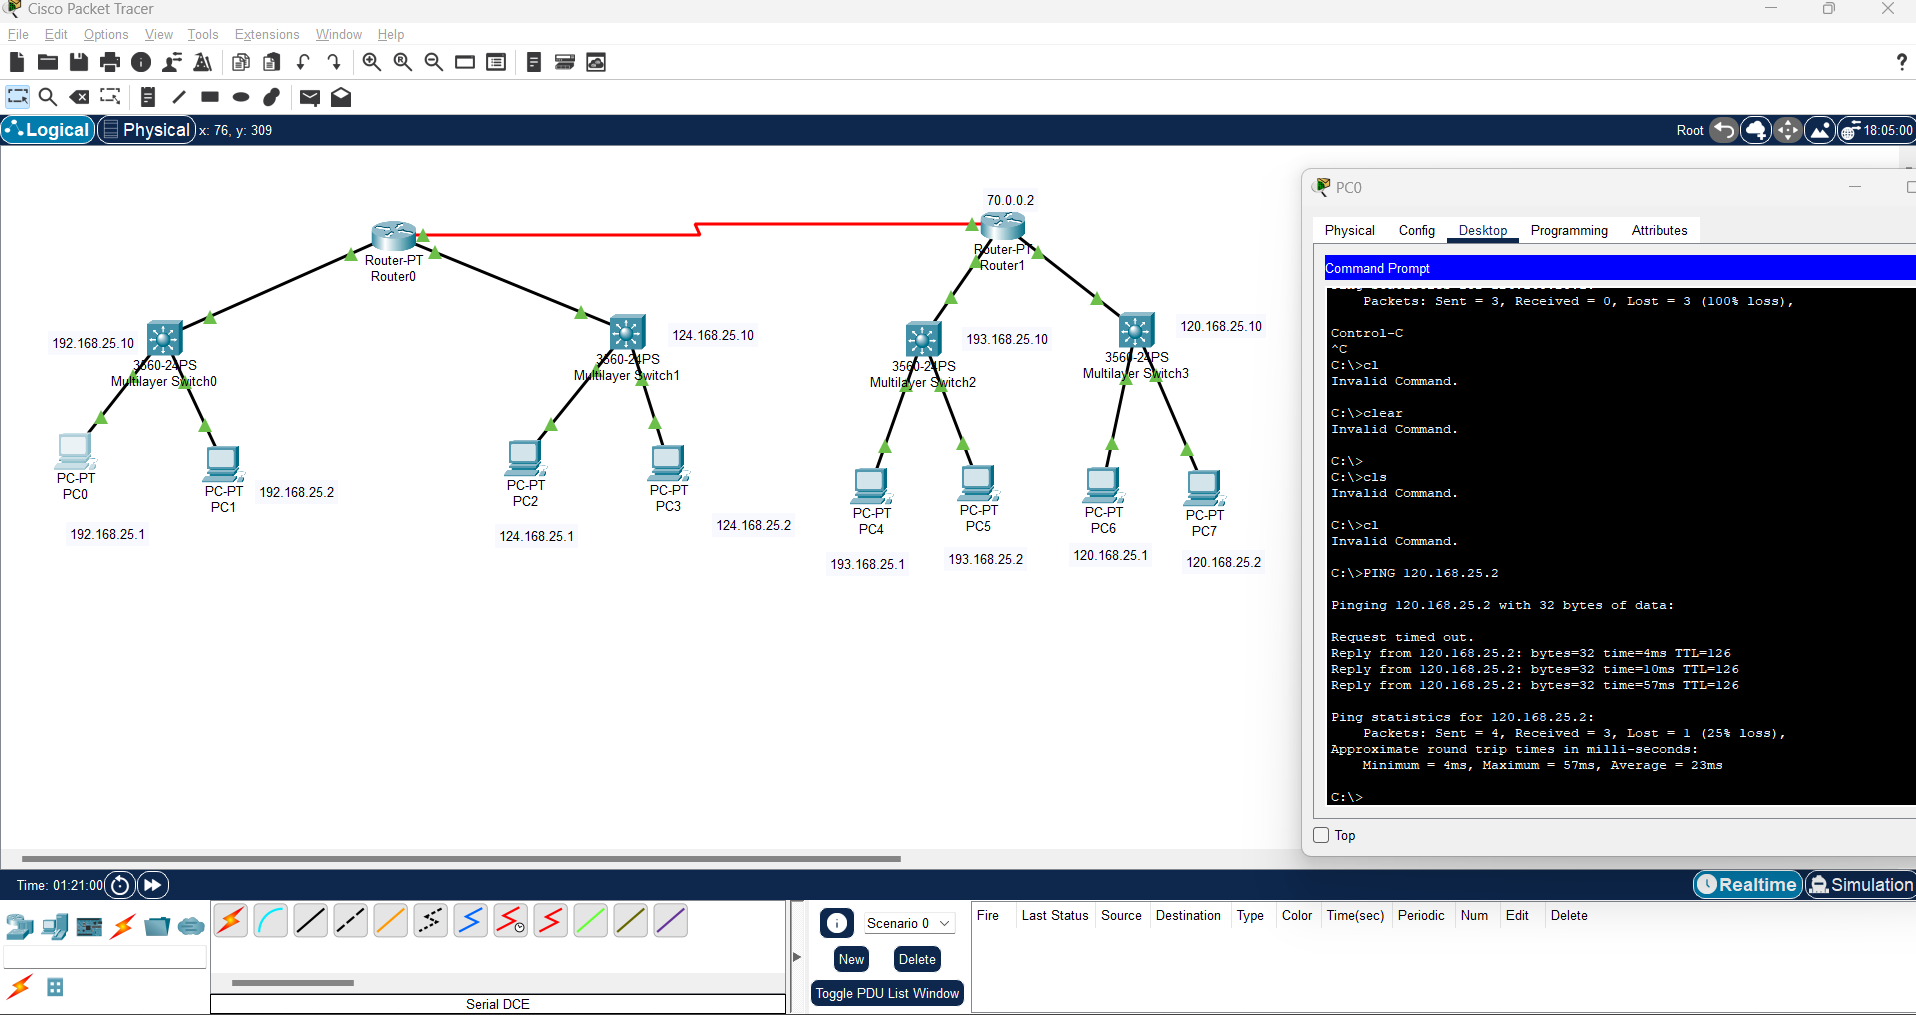 Cisco Packet Tracer
File Edit Options View Tools Extensions Window Help
?
Logical Physical x: 76, y: 309
Root 18:05:00
70.0.0.2
Router-PT
Router0
Router-PT
Router1
192.168.25.10
3560-24PS
Multilayer Switch0
124.168.25.10
3560-24PS
Multilayer Switch1
193.168.25.10
3560-24PS
Multilayer Switch2
120.168.25.10
3560-24PS
Multilayer Switch3
PC-PT
PC0
192.168.25.1
PC-PT
PC1
192.168.25.2
PC-PT
PC2
124.168.25.1
PC-PT
PC3
124.168.25.2
PC-PT
PC4
193.168.25.1
PC-PT
PC5
193.168.25.2
PC-PT
PC6
120.168.25.1
PC-PT
PC7
120.168.25.2
PC0
Physical Config Desktop Programming Attributes
Command Prompt
Packets: Sent = 3, Received = 0, Lost = 3 (100% loss),
Control-C
^C
C:\>cl
Invalid Command.
C:\>clear
Invalid Command.
C:\>
C:\>cls
Invalid Command.
C:\>cl
Invalid Command.
C:\>PING 120.168.25.2
Pinging 120.168.25.2 with 32 bytes of data:
Request timed out.
Reply from 120.168.25.2: bytes=32 time=4ms TTL=126
Reply from 120.168.25.2: bytes=32 time=10ms TTL=126
Reply from 120.168.25.2: bytes=32 time=57ms TTL=126
Ping statistics for 120.168.25.2:
Packets: Sent = 4, Received = 3, Lost = 1 (25% loss),
Approximate round trip times in milli-seconds:
Minimum = 4ms, Maximum = 57ms, Average = 23ms
C:\>
Top
Time: 01:21:00
Realtime Simulation
Scenario 0
New Delete
Toggle PDU List Window
Fire Last Status Source Destination Type Color Time(sec) Periodic Num Edit Delete
Serial DCE